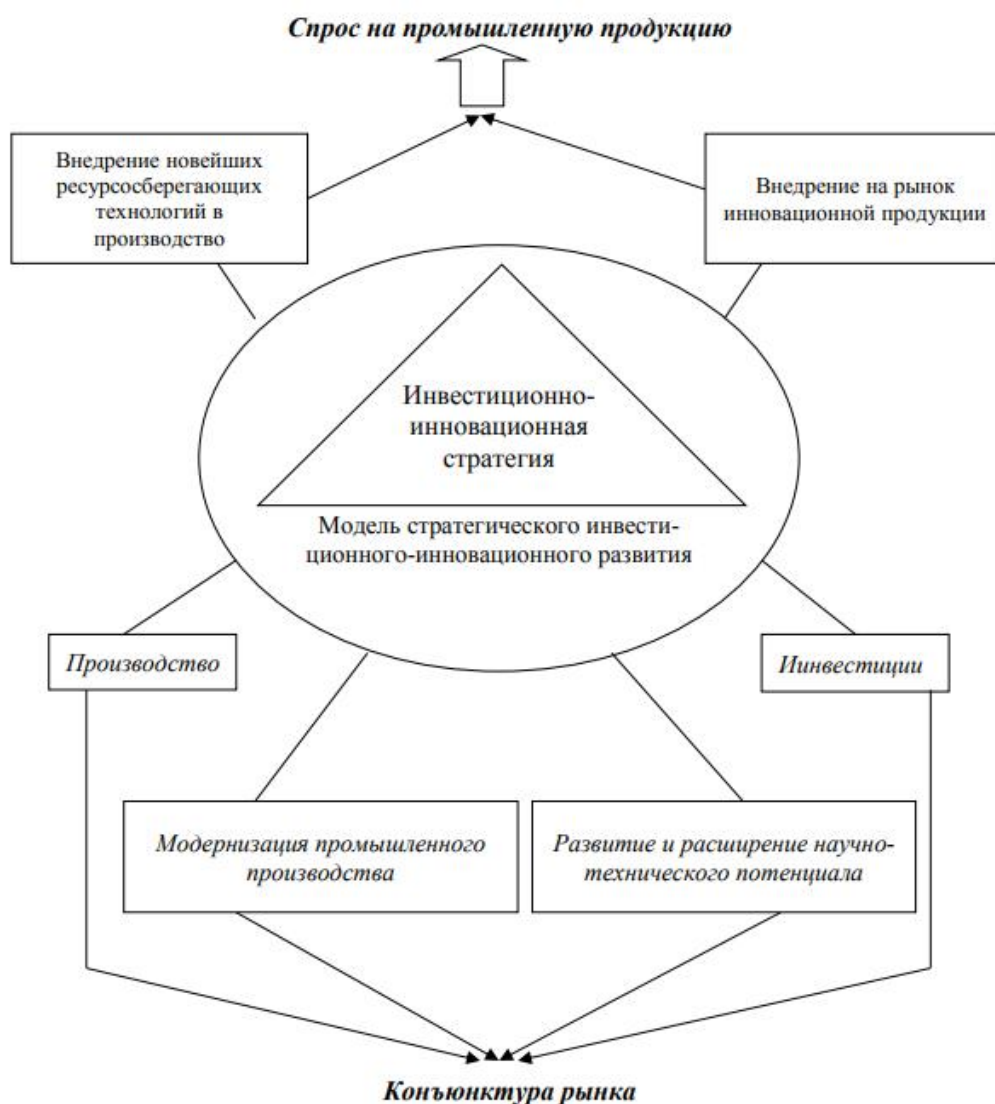 Спрос на промышленную продукцию
Внедрение новейших
ресурсосберегающих
технологий в
производство
Внедрение на рынок
инновационной продукции
Инвестиционно-
инновационная
стратегия
Модель стратегического инвести-
ционного-инновационного развития
Производство
Иинвестиции
Модернизация промышленного
производства
Развитие и расширение научно-
технического потенциала
Конъюнктура рынка